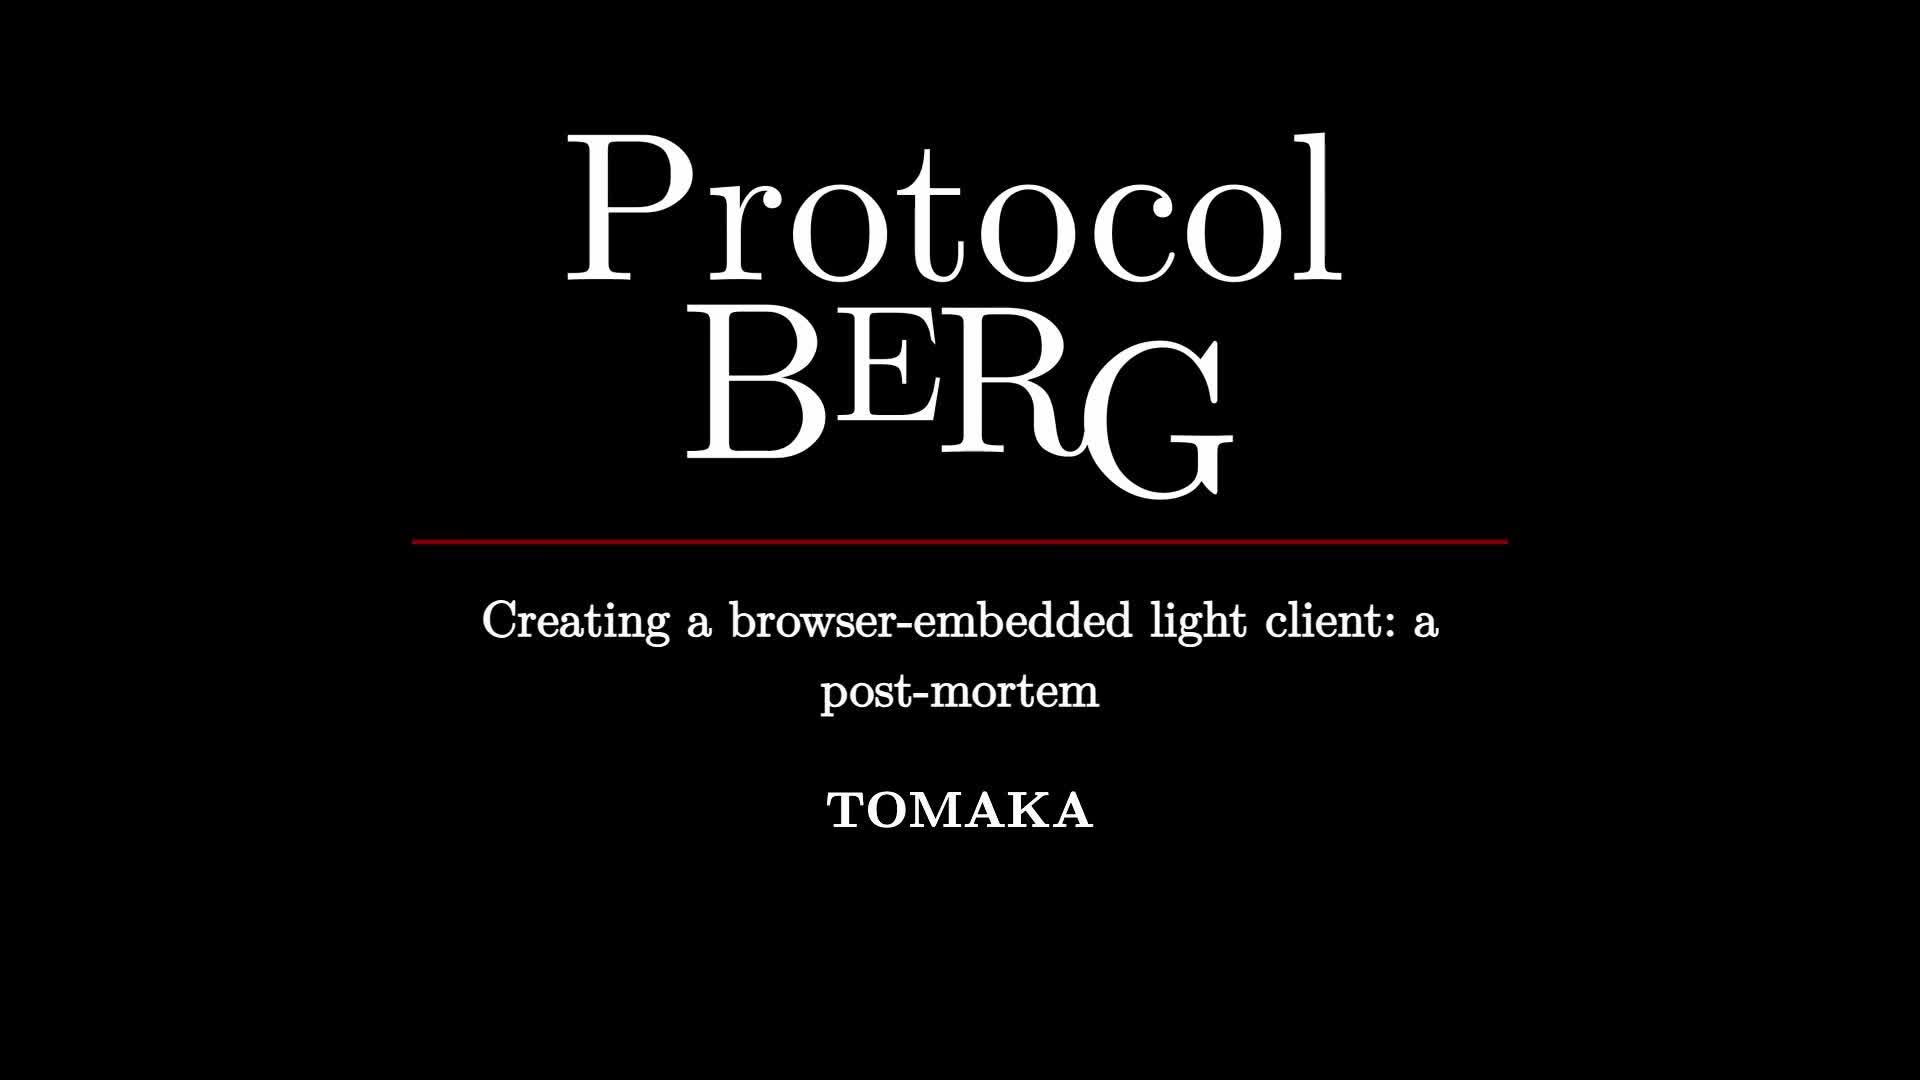 Protocol
BERG
Creating a browser-embedded light client: a
post-mortem
TOMAKA